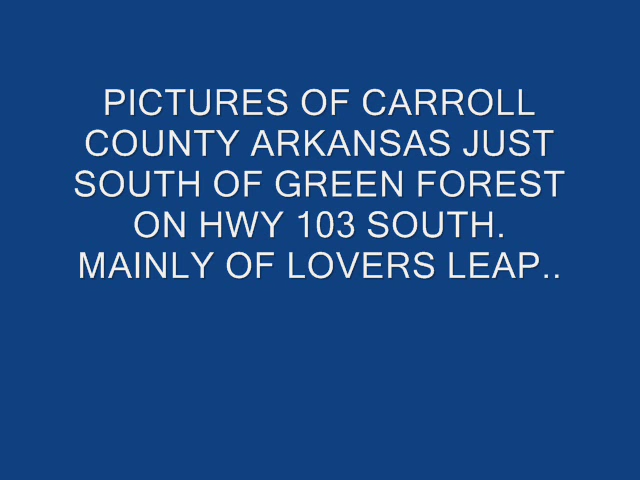 PICTURES OF CARROLL
COUNTY ARKANSAS JUST
SOUTH OF GREEN FOREST
ON HWY 103 SOUTH.
MAINLY OF LOVERS LEAP..